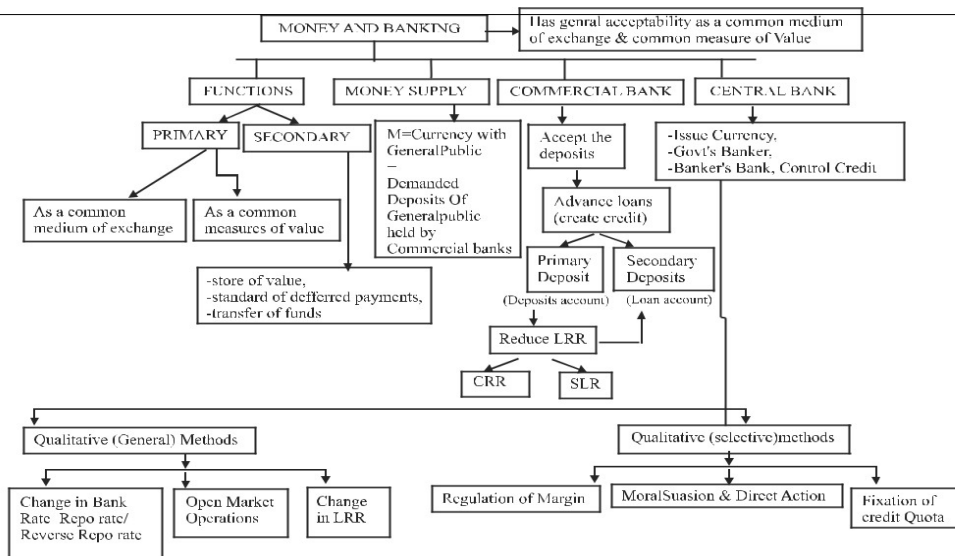 MONEY AND BANKING
Has genral acceptability as a common medium
of exchange & common measure of Value
FUNCTIONS
MONEY SUPPLY
COMMERCIAL BANK
CENTRAL BANK
PRIMARY
SECONDARY
M=Currency with
GeneralPublic
–
Demanded
Deposits Of
Generalpublic
held by
Commercial banks
Accept the
deposits
-Issue Currency,
-Govt's Banker,
-Banker's Bank, Control Credit
As a common
medium of exchange
As a common
measures of value
Advance loans
(create credit)
-store of value,
-standard of defferred payments,
-transfer of funds
Primary
Deposit
Secondary
Deposits
(Deposits account)
(Loan account)
Reduce LRR
CRR
SLR
Qualitative (General) Methods
Qualitative (selective)methods
Change in Bank
Rate Repo rate/
Reverse Repo rate
Open Market
Operations
Change
in LRR
Regulation of Margin
MoralSuasion & Direct Action
Fixation of
credit Quota